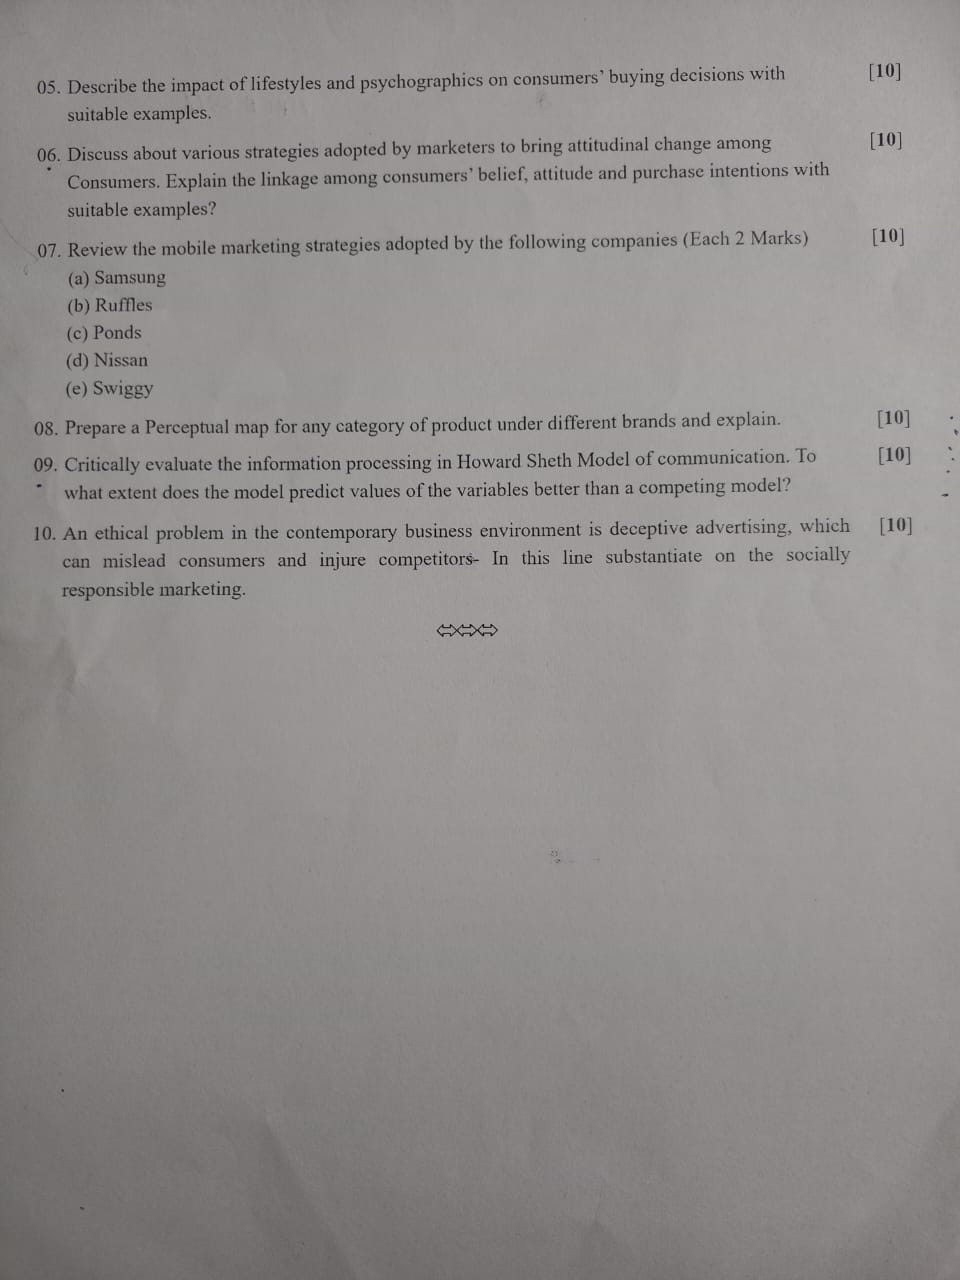 05. Describe the impact of lifestyles and psychographics on consumers' buying decisions with [10]
suitable examples.
06. Discuss about various strategies adopted by marketers to bring attitudinal change among [10]
Consumers. Explain the linkage among consumers' belief, attitude and purchase intentions with
suitable examples?
07. Review the mobile marketing strategies adopted by the following companies (Each 2 Marks) [10]
(a) Samsung
(b) Ruffles
(c) Ponds
(d) Nissan
(e) Swiggy
08. Prepare a Perceptual map for any category of product under different brands and explain. [10]
09. Critically evaluate the information processing in Howard Sheth Model of communication. To [10]
what extent does the model predict values of the variables better than a competing model?
10. An ethical problem in the contemporary business environment is deceptive advertising, which [10]
can mislead consumers and injure competitors- In this line substantiate on the socially
responsible marketing.